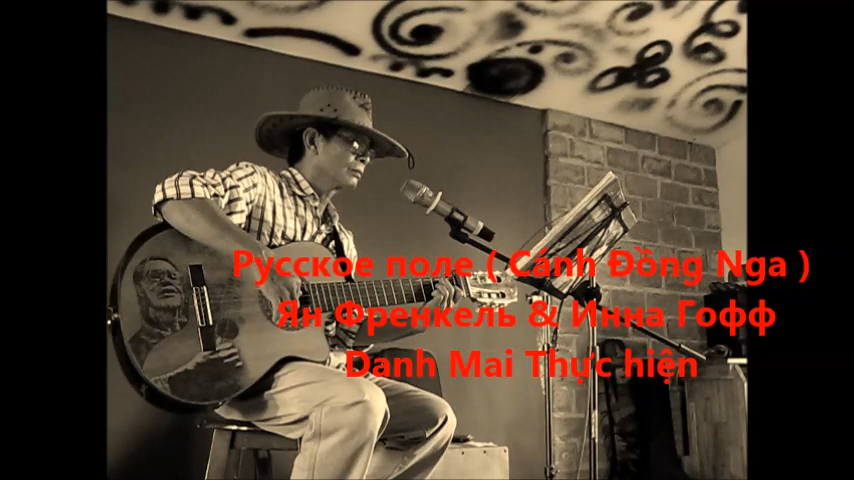 Русское поле ( Cánh Đồng Nga )
Ян Френкель & Инна Гофф
Danh Mai Thực hiện